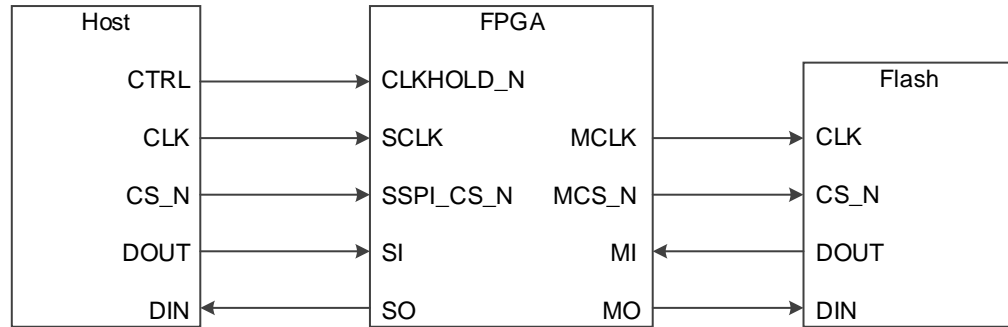 Host
CTRL
CLK
CS_N
DOUT
DIN
FPGA
CLKHOLD_N
SCLK MCLK
SSPI_CS_N MCS_N
SI MI
SO MO
Flash
CLK
CS_N
DOUT
DIN